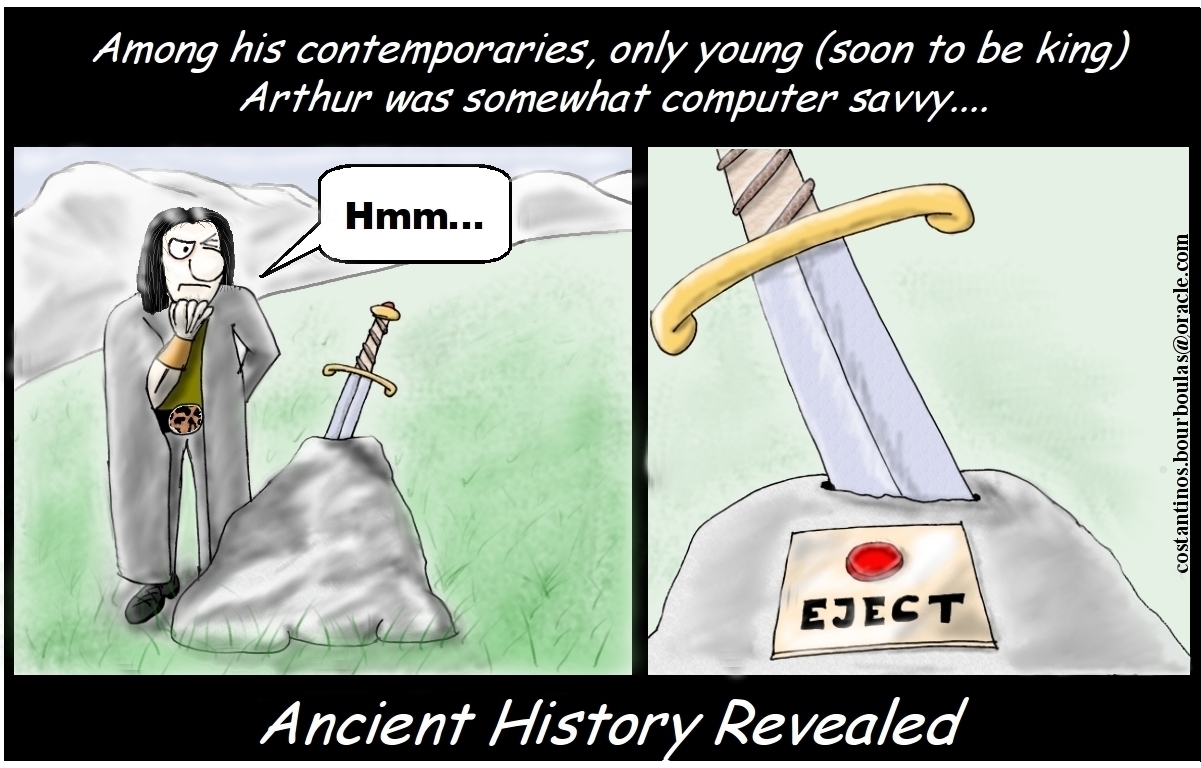 Among his contemporaries, only young (soon to be king)
Arthur was somewhat computer savvy....
Hmm...
EJECT
costantinos.bourboulas@oracle.com
Ancient History Revealed